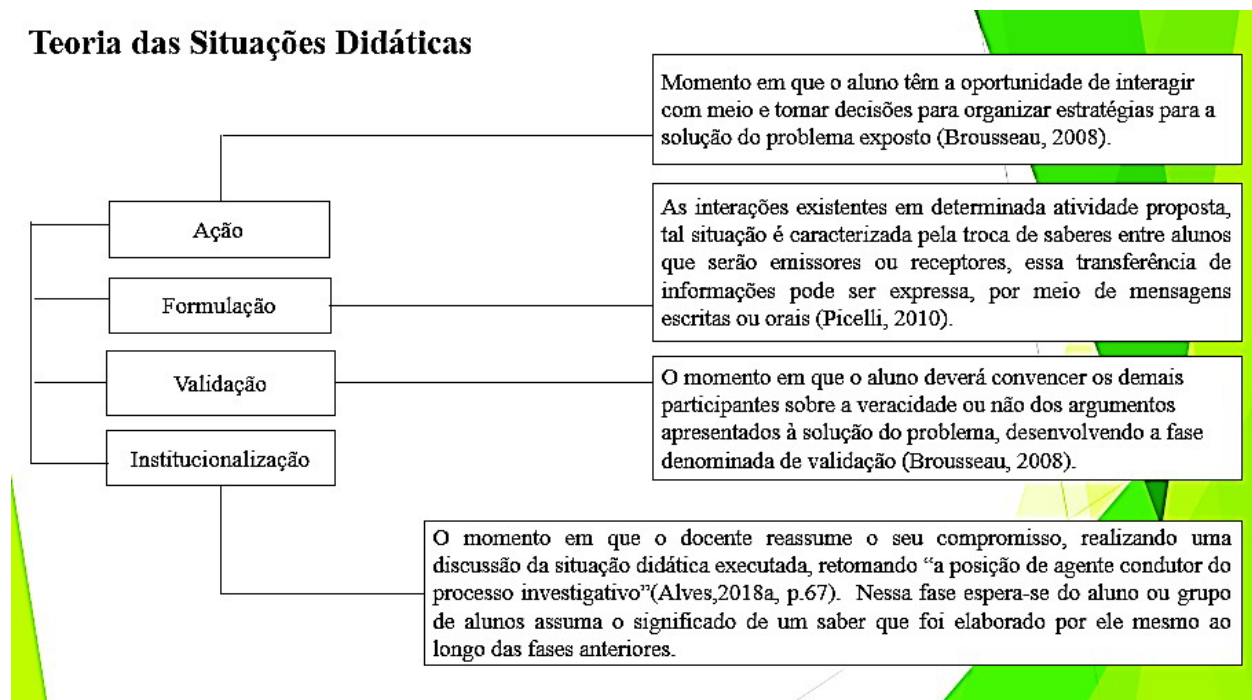 Teoria das Situações Didáticas
Momento em que o aluno têm a oportunidade de interagir
com meio e tomar decisões para organizar estratégias para a
solução do problema exposto (Brousseau, 2008).
Ação
As interações existentes em determinada atividade proposta,
tal situação é caracterizada pela troca de saberes entre alunos
que serão emissores ou receptores, essa transferência de
informações pode ser expressa, por meio de mensagens
escritas ou orais (Picelli, 2010).
Formulação
Validação
O momento em que o aluno deverá convencer os demais
participantes sobre a veracidade ou não dos argumentos
apresentados à solução do problema, desenvolvendo a fase
denominada de validação (Brousseau, 2008).
Institucionalização
O momento em que o docente reassume o seu compromisso, realizando uma
discussão da situação didática executada, retomando “a posição de agente condutor do
processo investigativo”(Alves,2018a, p.67). Nessa fase espera-se do aluno ou grupo
de alunos assuma o significado de um saber que foi elaborado por ele mesmo ao
longo das fases anteriores.